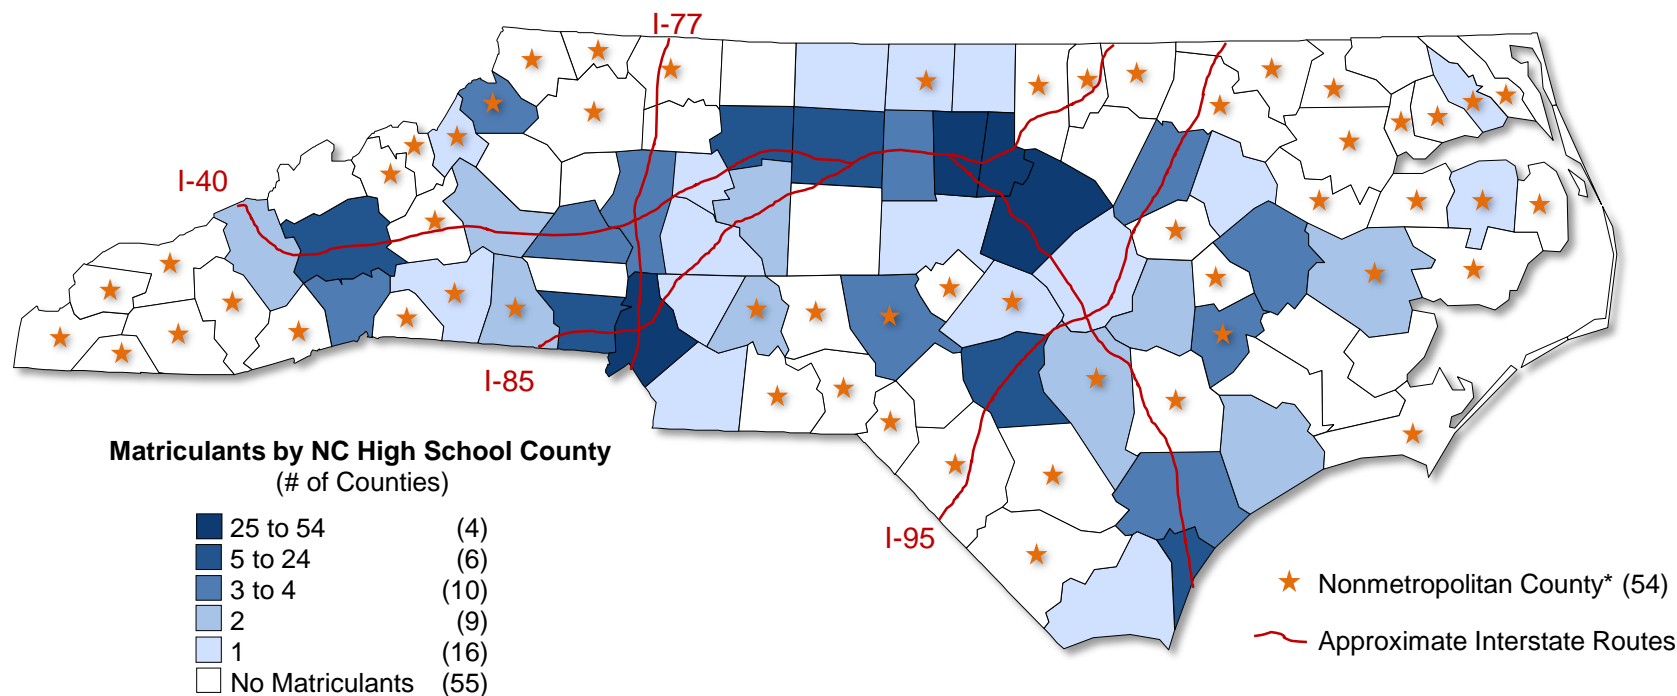 I-77
I-40
I-85
Matriculants by NC High School County
(# of Counties)
25 to 54 (4)
5 to 24 (6)
3 to 4 (10)
2 (9)
1 (16)
No Matriculants (55)
I-95
Nonmetropolitan County* (54)
Approximate Interstate Routes